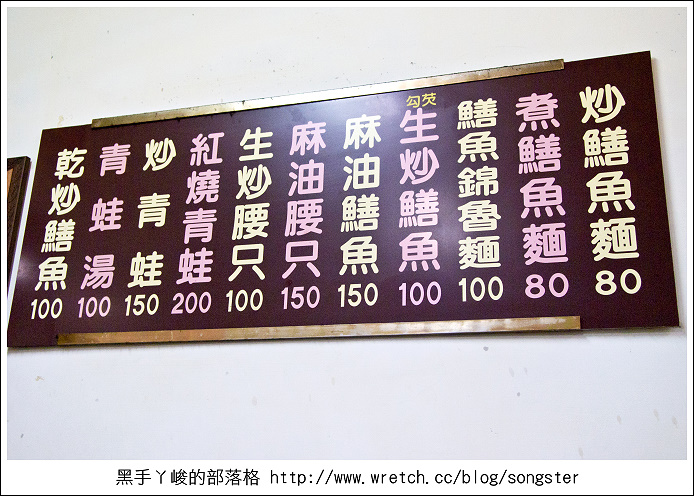 炒鱔魚麵 80
煮鱔魚麵 80
鱔魚錦魯麵 100
勾芡
生炒鱔魚 100
麻油鱔魚 150
麻油腰只 150
生炒腰只 100
紅燒青蛙 200
炒青蛙 150
青蛙湯 100
乾炒鱔魚 100
黑手丫峻的部落格 http://www.wretch.cc/blog/songster